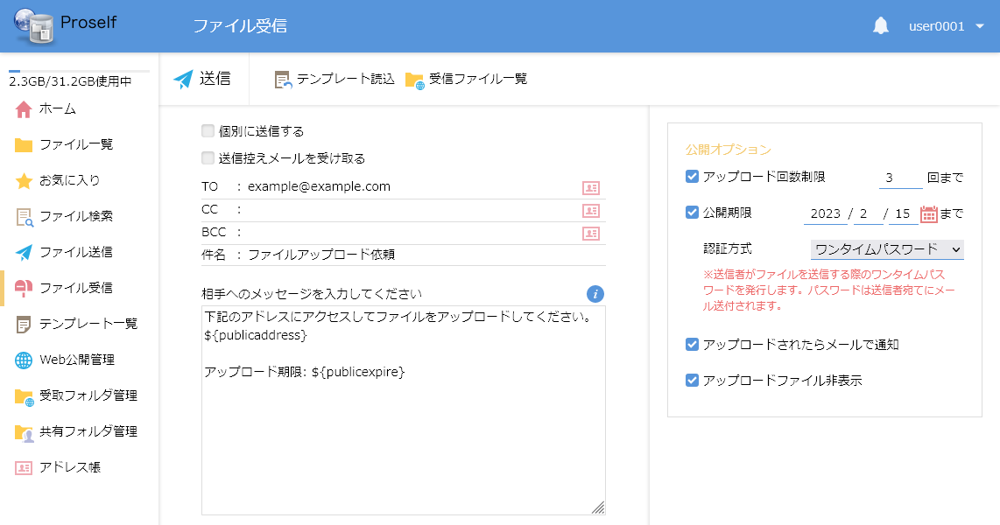 Proself
ファイル受信
user0001
2.3GB/31.2GB使用中
ホーム
ファイル一覧
お気に入り
ファイル検索
ファイル送信
ファイル受信
テンプレート一覧
Web公開管理
受取フォルダ管理
共有フォルダ管理
アドレス帳
送信
テンプレート読込
受信ファイル一覧
個別に送信する
送信控えメールを受け取る
TO : example@example.com
CC :
BCC :
件名 : ファイルアップロード依頼
相手へのメッセージを入力してください
i
下記のアドレスにアクセスしてファイルをアップロードしてください。
${publicaddress}
アップロード期限: ${publicexpire}
公開オプション
アップロード回数制限 3 回まで
公開期限 2023 / 2 / 15 まで
認証方式 ワンタイムパスワード
※送信者がファイルを送信する際のワンタイムパス
ワードを発行します。パスワードは送信者宛てにメー
ル送付されます。
アップロードされたらメールで通知
アップロードファイル非表示